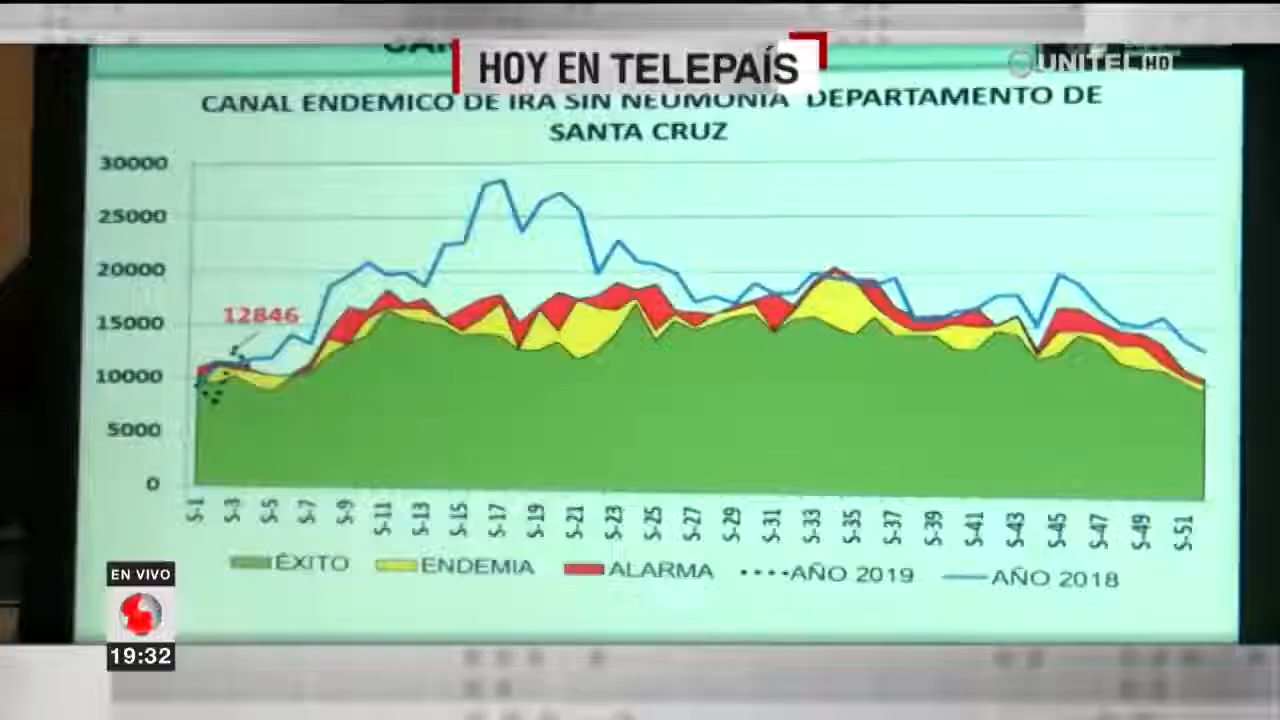 HOY EN TELEPAÍS
UNITEL HD
CANAL ENDEMICO DE IRA SIN NEUMONIA DEPARTAMENTO DE
SANTA CRUZ
30000
25000
20000
15000
10000
5000
0
12846
S-1
S-3
S-5
S-7
S-9
S-11
S-13
S-15
S-17
S-19
S-21
S-23
S-25
S-27
S-29
S-31
S-33
S-35
S-37
S-39
S-41
S-43
S-45
S-47
S-49
S-51
ÉXITO
ENDEMIA
ALARMA
AÑO 2019
AÑO 2018
EN VIVO
19:32